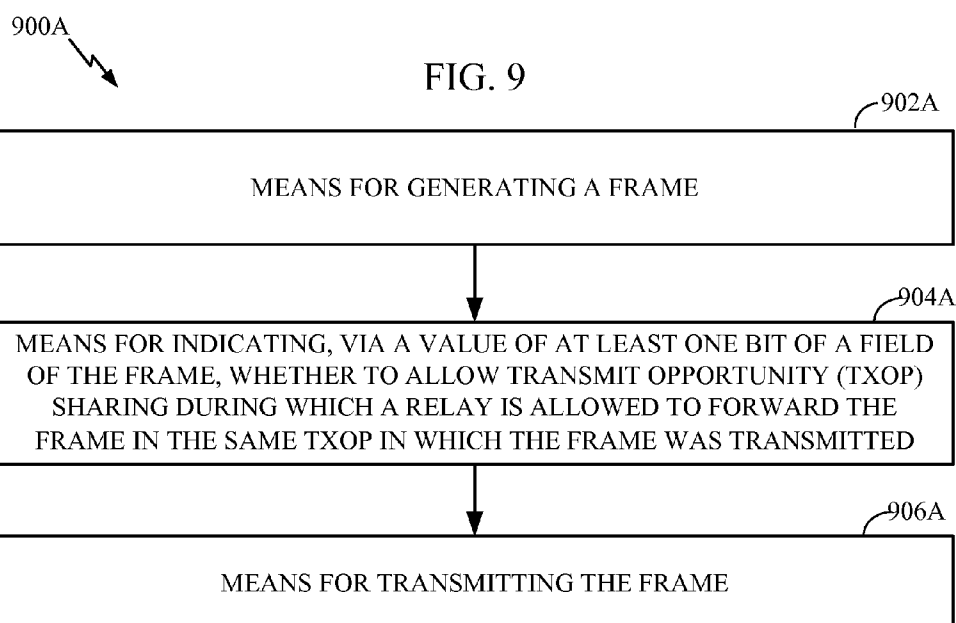 900A
FIG. 9
902A
MEANS FOR GENERATING A FRAME
904A
MEANS FOR INDICATING, VIA A VALUE OF AT LEAST ONE BIT OF A FIELD
OF THE FRAME, WHETHER TO ALLOW TRANSMIT OPPORTUNITY (TXOP)
SHARING DURING WHICH A RELAY IS ALLOWED TO FORWARD THE
FRAME IN THE SAME TXOP IN WHICH THE FRAME WAS TRANSMITTED
906A
MEANS FOR TRANSMITTING THE FRAME